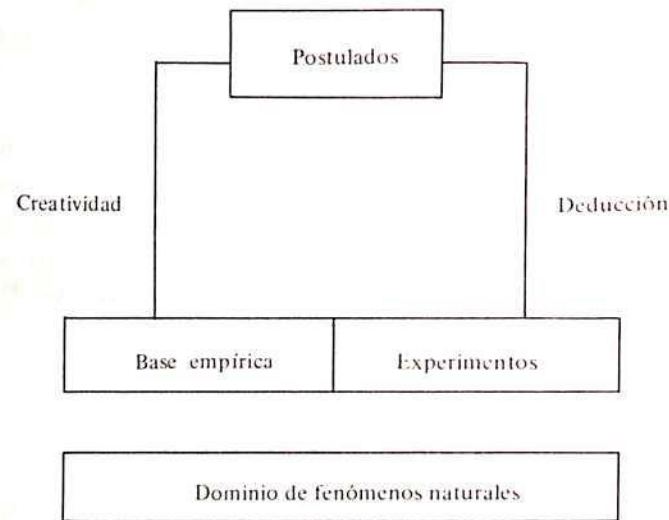 Postulados
Creatividad
Deducción
Base empírica
Experimentos
Dominio de fenómenos naturales